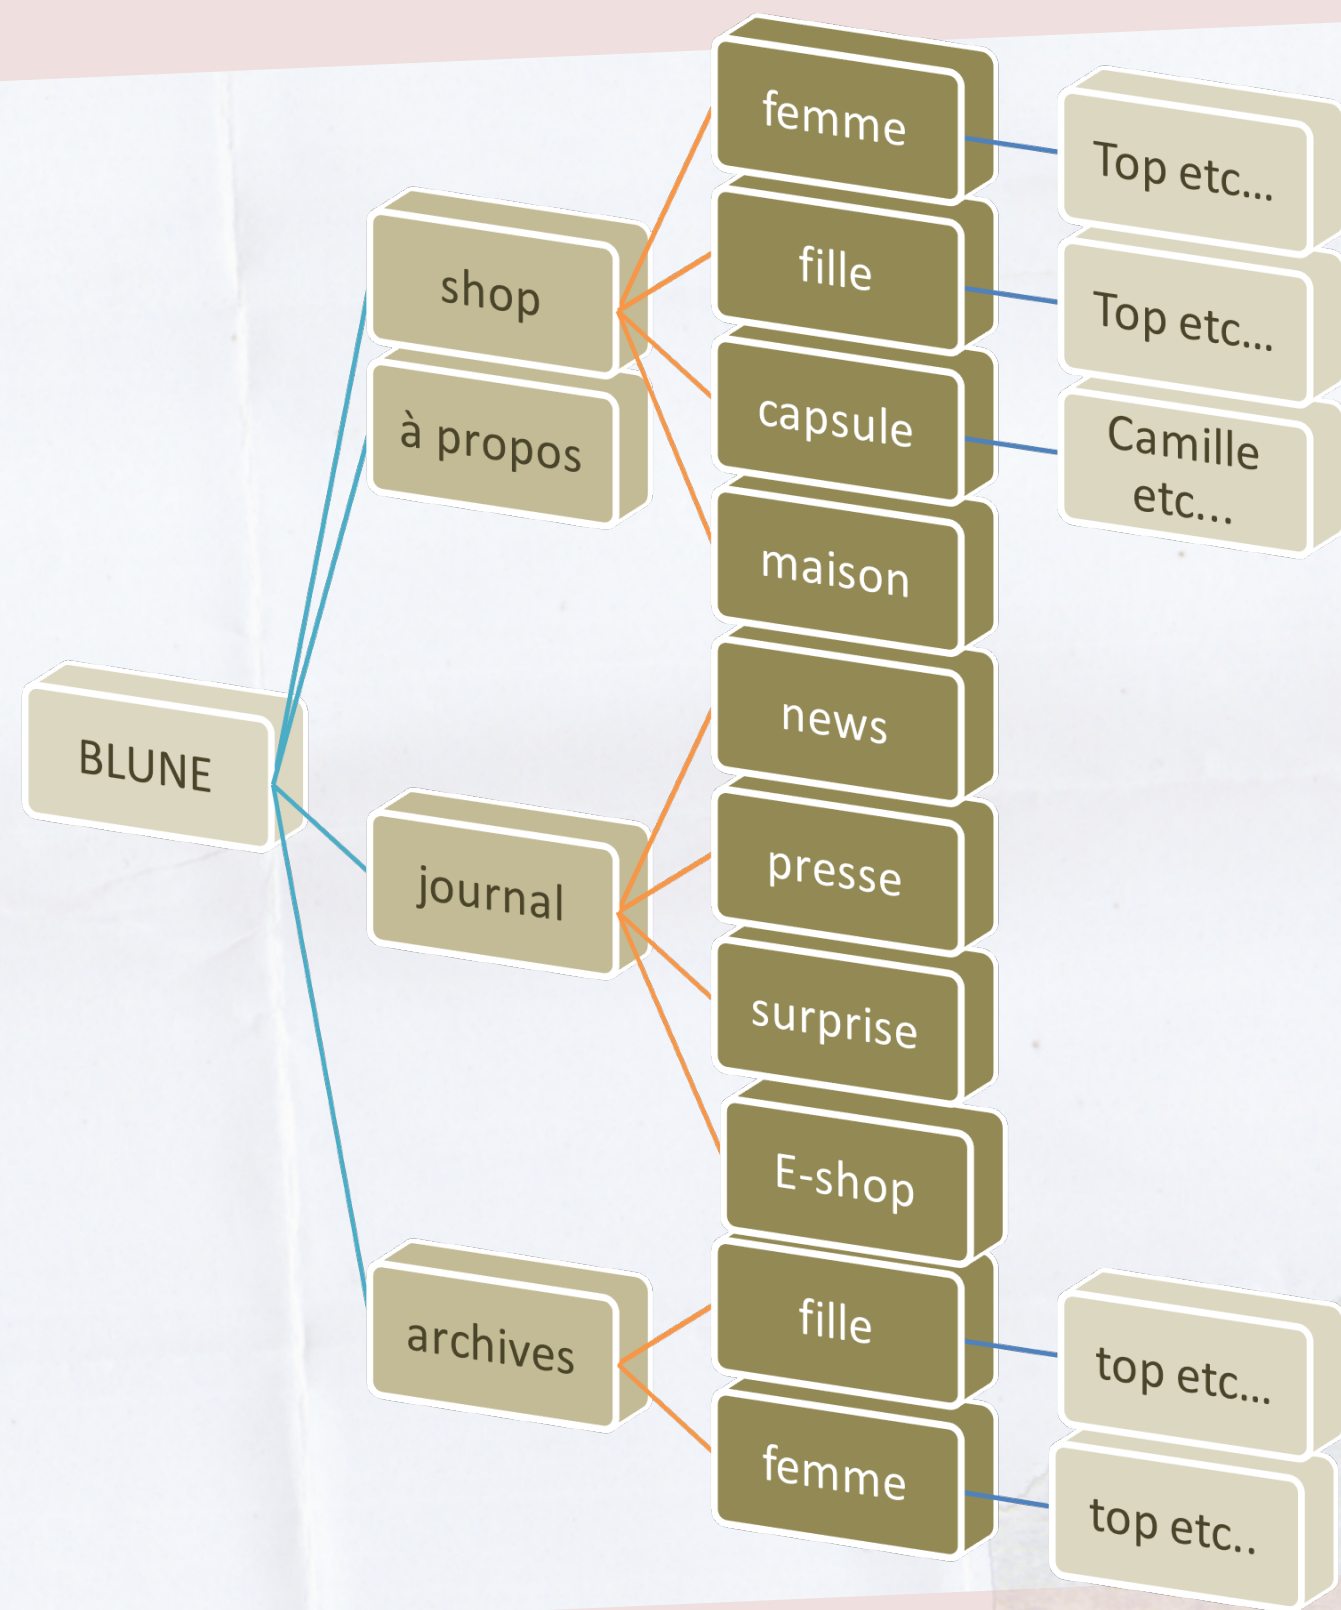 BLUNE
shop
à propos
journal
archives
femme
fille
capsule
maison
news
presse
surprise
E-shop
fille
femme
Top etc...
Top etc...
Camille
etc...
top etc...
top etc..